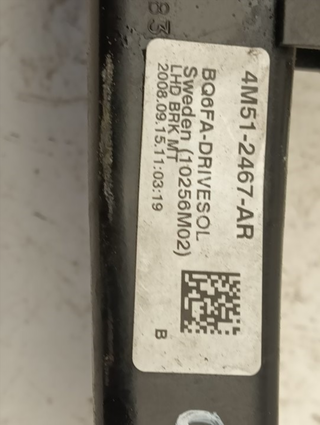 4M51-2467-AR
BQ6FA-DRIVESOL
Sweden (10256M02)
LHD BRK MT
2008.09.15.11:03:19
B